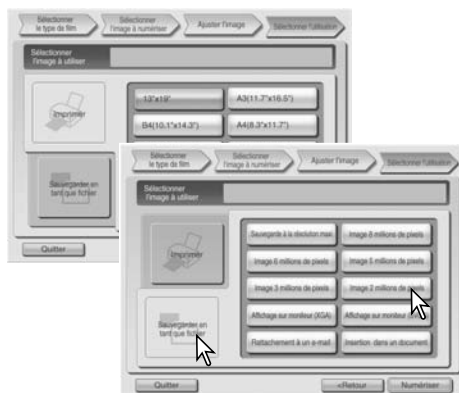 Sélectionner le type de film
Sélectionner l'image à numériser
Ajuster l'image
Sélectionner l'utilisation
Sélectionner l'image à utiliser
Imprimer
13"x19"
A3(11.7"x16.5")
B4(10.1"x14.3")
A4(8.3"x11.7")
Sauvegarder en tant que fichier
Quitter
Sélectionner le type de film
Sélectionner l'image à numériser
Ajuster l'image
Sélectionner l'utilisation
Sélectionner l'image à utiliser
Imprimer
Sauvegarde à la résolution maxi
Image 8 millions de pixels
Image 6 millions de pixels
Image 5 millions de pixels
Image 3 millions de pixels
Image 2 millions de pixels
Affichage sur moniteur (XGA)
Affichage sur moniteur
Rattachement à un e-mail
Insertion dans un document
Sauvegarder en tant que fichier
Quitter
<Retour
Numériser